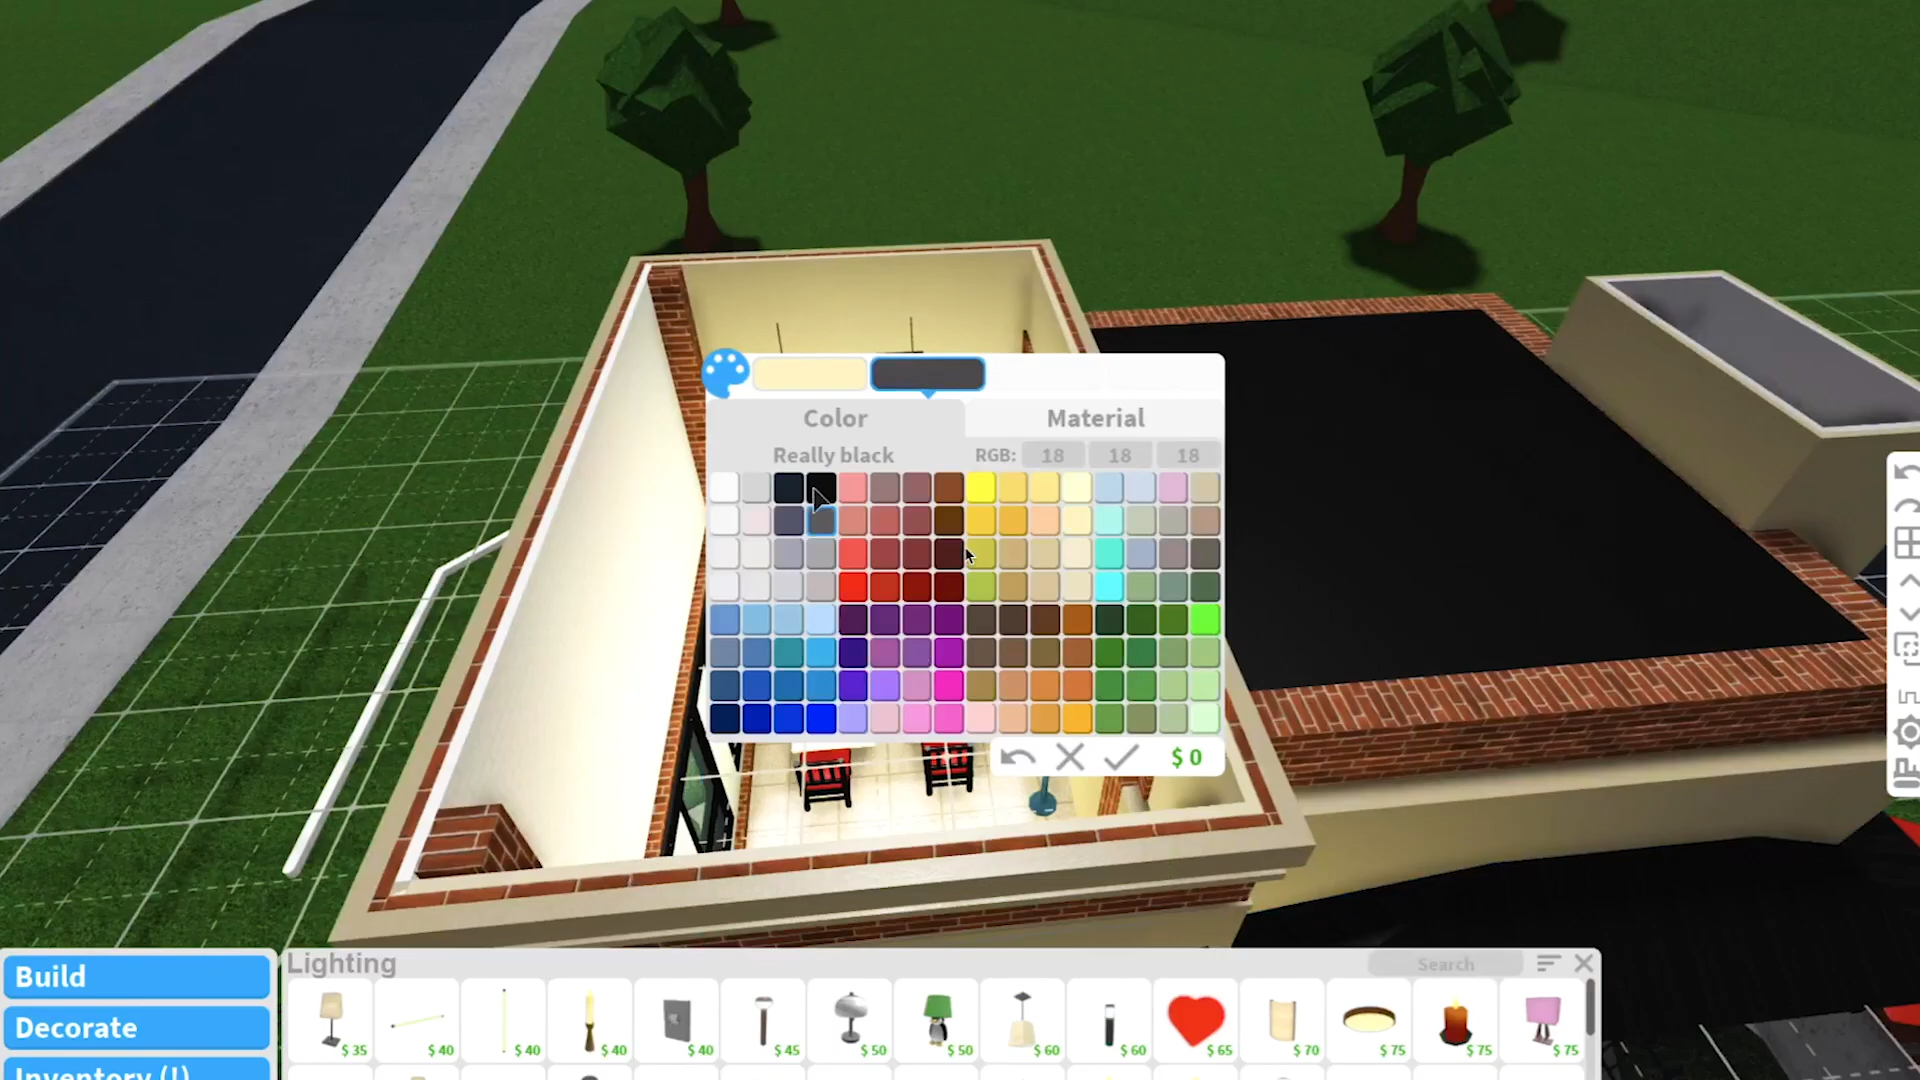 Color
Material
Really black
RGB: 18 18 18
$ 0
Lighting
Search
Build
Decorate
Inventory (!)
$ 35
$ 40
$ 40
$ 40
$ 40
$ 45
$ 50
$ 50
$ 60
$ 60
$ 65
$ 70
$ 75
$ 75
$ 75